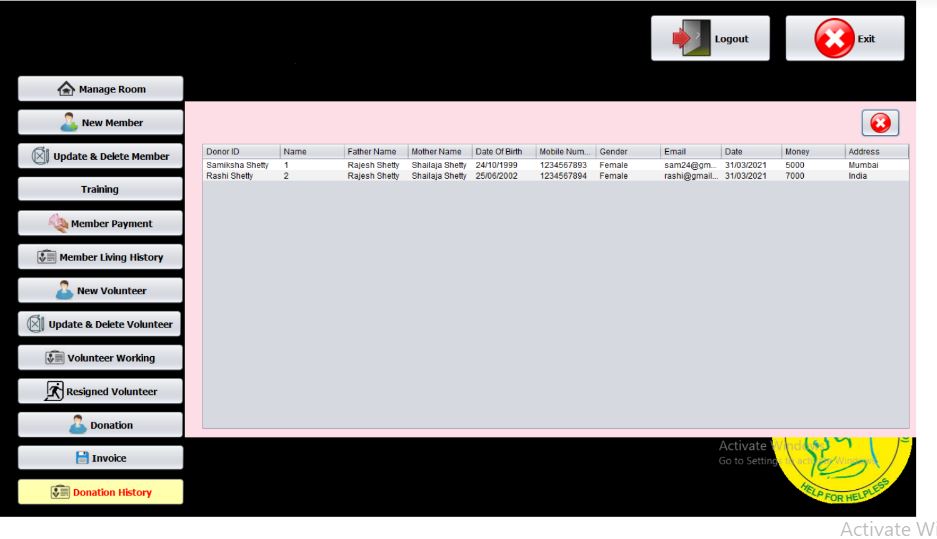 Logout
Exit
Manage Room
New Member
Update & Delete Member
Training
Member Payment
Member Living History
New Volunteer
Update & Delete Volunteer
Volunteer Working
Resigned Volunteer
Donation
Invoice
Donation History
Donor ID Name Father Name Mother Name Date Of Birth Mobile Num... Gender Email Date Money Address
Samiksha Shetty 1 Rajesh Shetty Shailaja Shetty 24/10/1999 1234567893 Female sam24@gm... 31/03/2021 5000 Mumbai
Rashi Shetty 2 Rajesh Shetty Shailaja Shetty 25/06/2002 1234567894 Female rashi@gmail... 31/03/2021 7000 India
Activate Windows
Go to Settings to activate Windows.
HELP FOR HELPLESS
Activate Wi